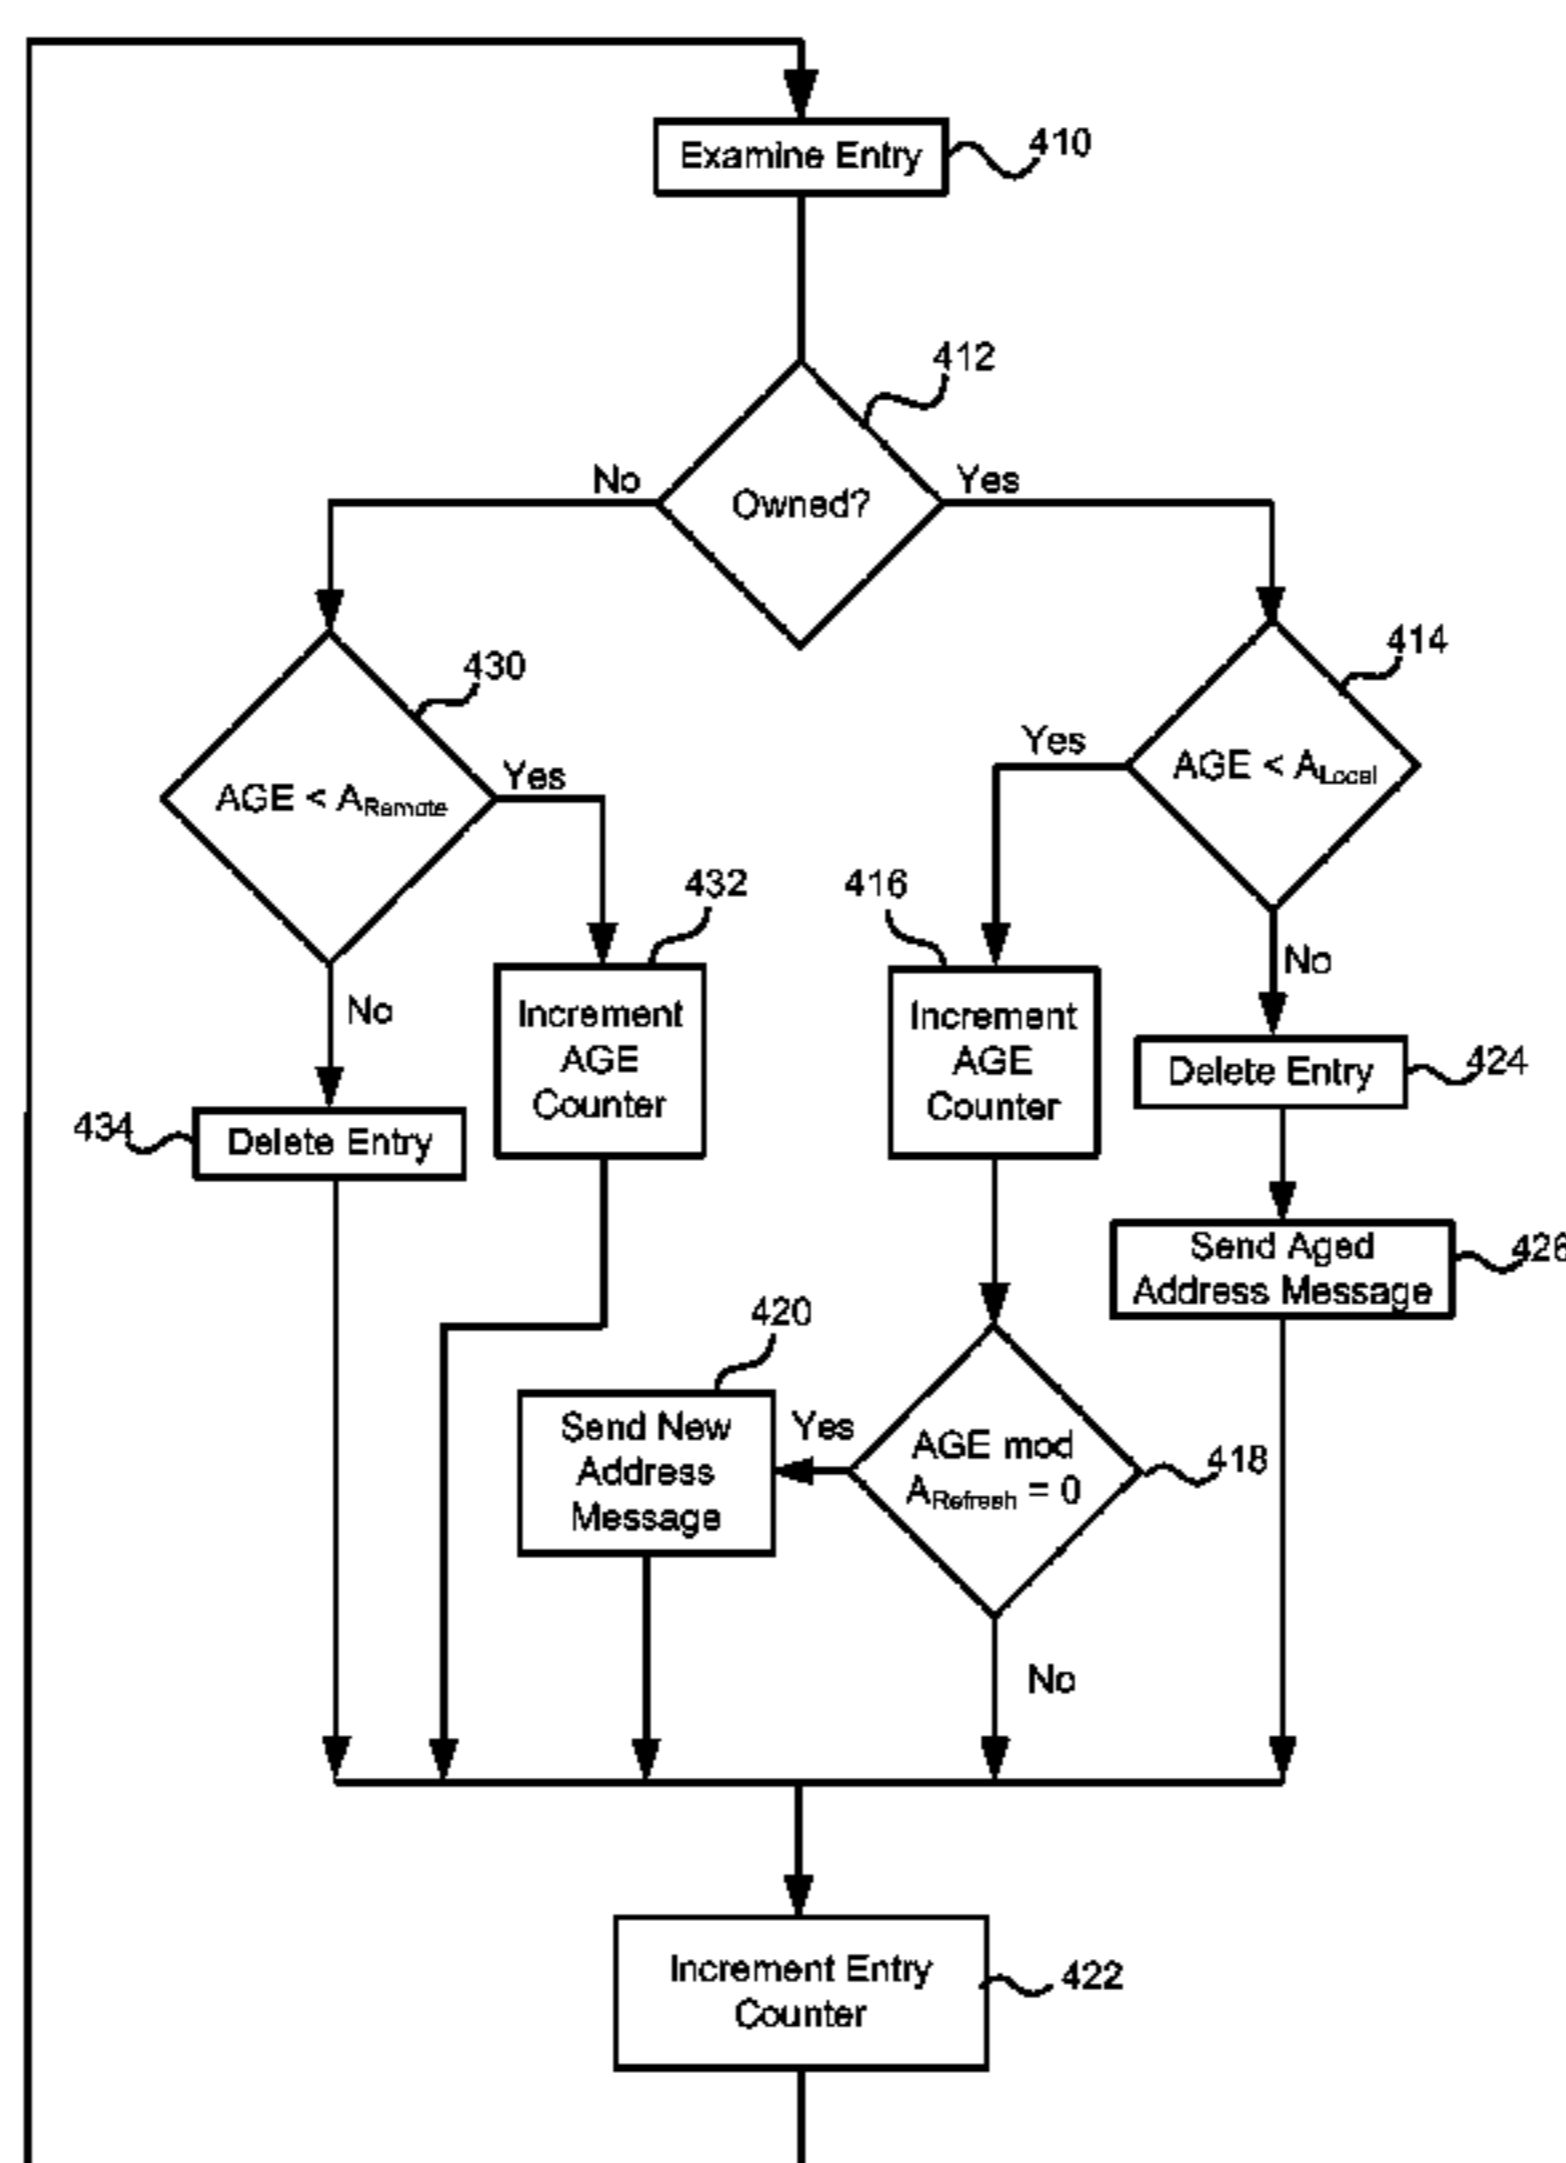 Examine Entry
410
412
No
Yes
Owned?
430
414
Yes
Yes
AGE < ARemote
AGE < ALocal
432
416
No
No
Increment
AGE
Counter
Increment
AGE
Counter
434
Delete Entry
Delete Entry
424
Send Aged
Address Message
426
420
Send New
Address
Message
Yes
AGE mod
ARefresh = 0
418
No
Increment Entry
Counter
422